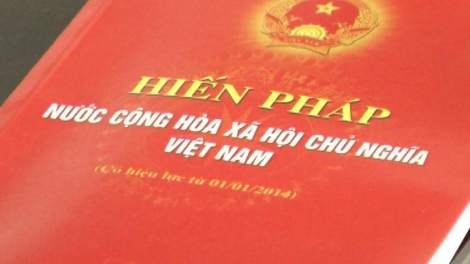 HIẾN PHÁP
NƯỚC CỘNG HÒA XÃ HỘI CHỦ NGHĨA
VIỆT NAM
(Có hiệu lực từ 01/01/2014)